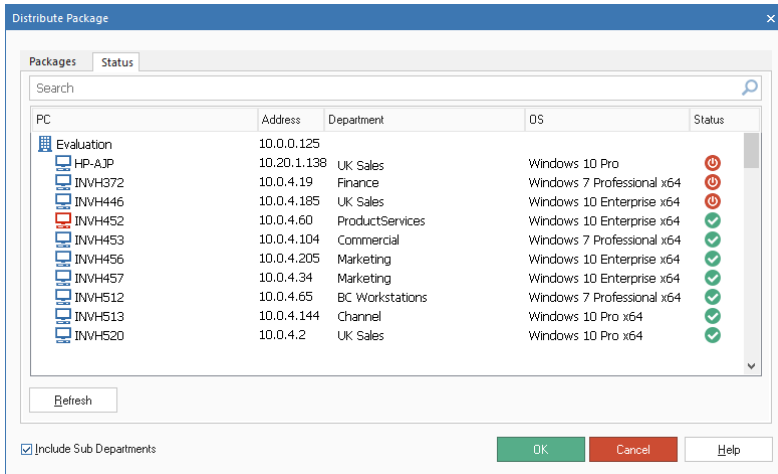 Distribute Package
Packages Status
Search
PC Address Department OS Status
Evaluation 10.0.0.125
HP-AJP 10.20.1.138 UK Sales Windows 10 Pro
INVH372 10.0.4.19 Finance Windows 7 Professional x64
INVH446 10.0.4.185 UK Sales Windows 10 Enterprise x64
INVH452 10.0.4.60 ProductServices Windows 10 Enterprise x64
INVH453 10.0.4.104 Commercial Windows 7 Professional x64
INVH456 10.0.4.205 Marketing Windows 10 Enterprise x64
INVH457 10.0.4.34 Marketing Windows 10 Enterprise x64
INVH512 10.0.4.65 BC Workstations Windows 7 Professional x64
INVH513 10.0.4.144 Channel Windows 10 Pro x64
INVH520 10.0.4.2 UK Sales Windows 10 Pro x64
Refresh
Include Sub Departments OK Cancel Help